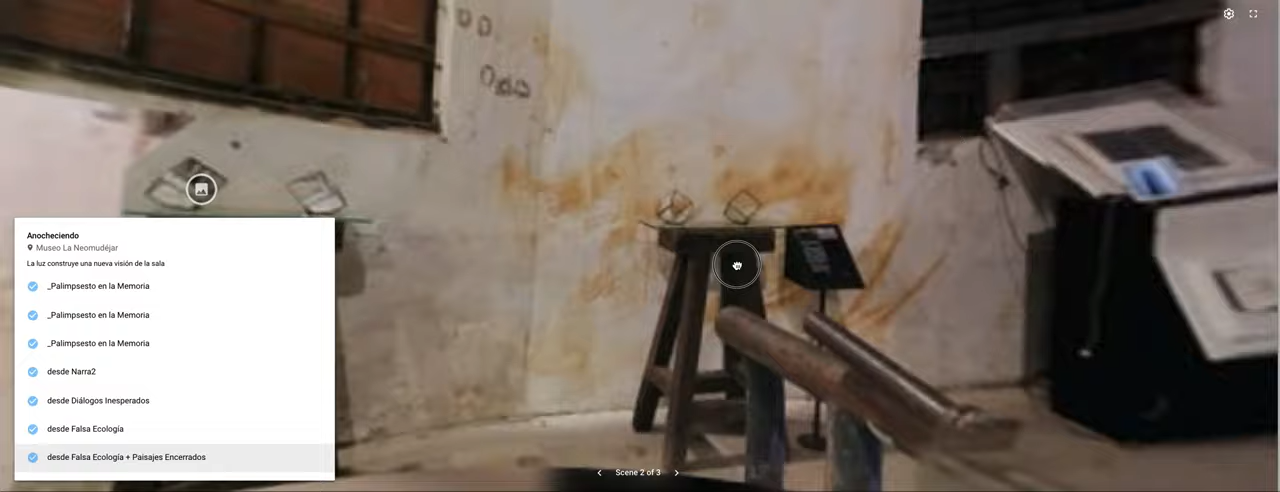 Anocheciendo
Museo La Neomudéjar
La luz construye una nueva visión de la sala
_Palimpsesto en la Memoria
_Palimpsesto en la Memoria
_Palimpsesto en la Memoria
desde Narra2
desde Diálogos Inesperados
desde Falsa Ecología
desde Falsa Ecología + Paisajes Encerrados
Scene 2 of 3